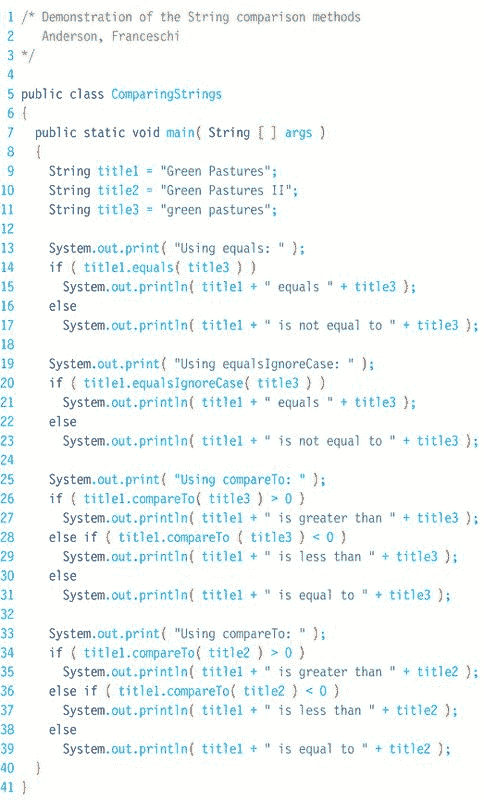 1 /* Demonstration of the String comparison methods
2    Anderson, Franceschi
3 */
4
5 public class ComparingStrings
6 {
7   public static void main( String [ ] args )
8   {
9     String title1 = "Green Pastures";
10     String title2 = "Green Pastures II";
11     String title3 = "green pastures";
12
13     System.out.print( "Using equals: " );
14     if ( title1.equals( title3 ) )
15       System.out.println( title1 + " equals " + title3 );
16     else
17       System.out.println( title1 + " is not equal to " + title3 );
18
19     System.out.print( "Using equalsIgnoreCase: " );
20     if ( title1.equalsIgnoreCase( title3 ) )
21       System.out.println( title1 + " equals " + title3 );
22     else
23       System.out.println( title1 + " is not equal to " + title3 );
24
25     System.out.print( "Using compareTo: " );
26     if ( title1.compareTo( title3 ) > 0 )
27       System.out.println( title1 + " is greater than " + title3 );
28     else if ( title1.compareTo ( title3 ) < 0 )
29       System.out.println( title1 + " is less than " + title3 );
30     else
31       System.out.println( title1 + " is equal to " + title3 );
32
33     System.out.print( "Using compareTo: " );
34     if ( title1.compareTo( title2 ) > 0 )
35       System.out.println( title1 + " is greater than " + title2 );
36     else if ( title1.compareTo( title2 ) < 0 )
37       System.out.println( title1 + " is less than " + title2 );
38     else
39       System.out.println( title1 + " is equal to " + title2 );
40   }
41 }